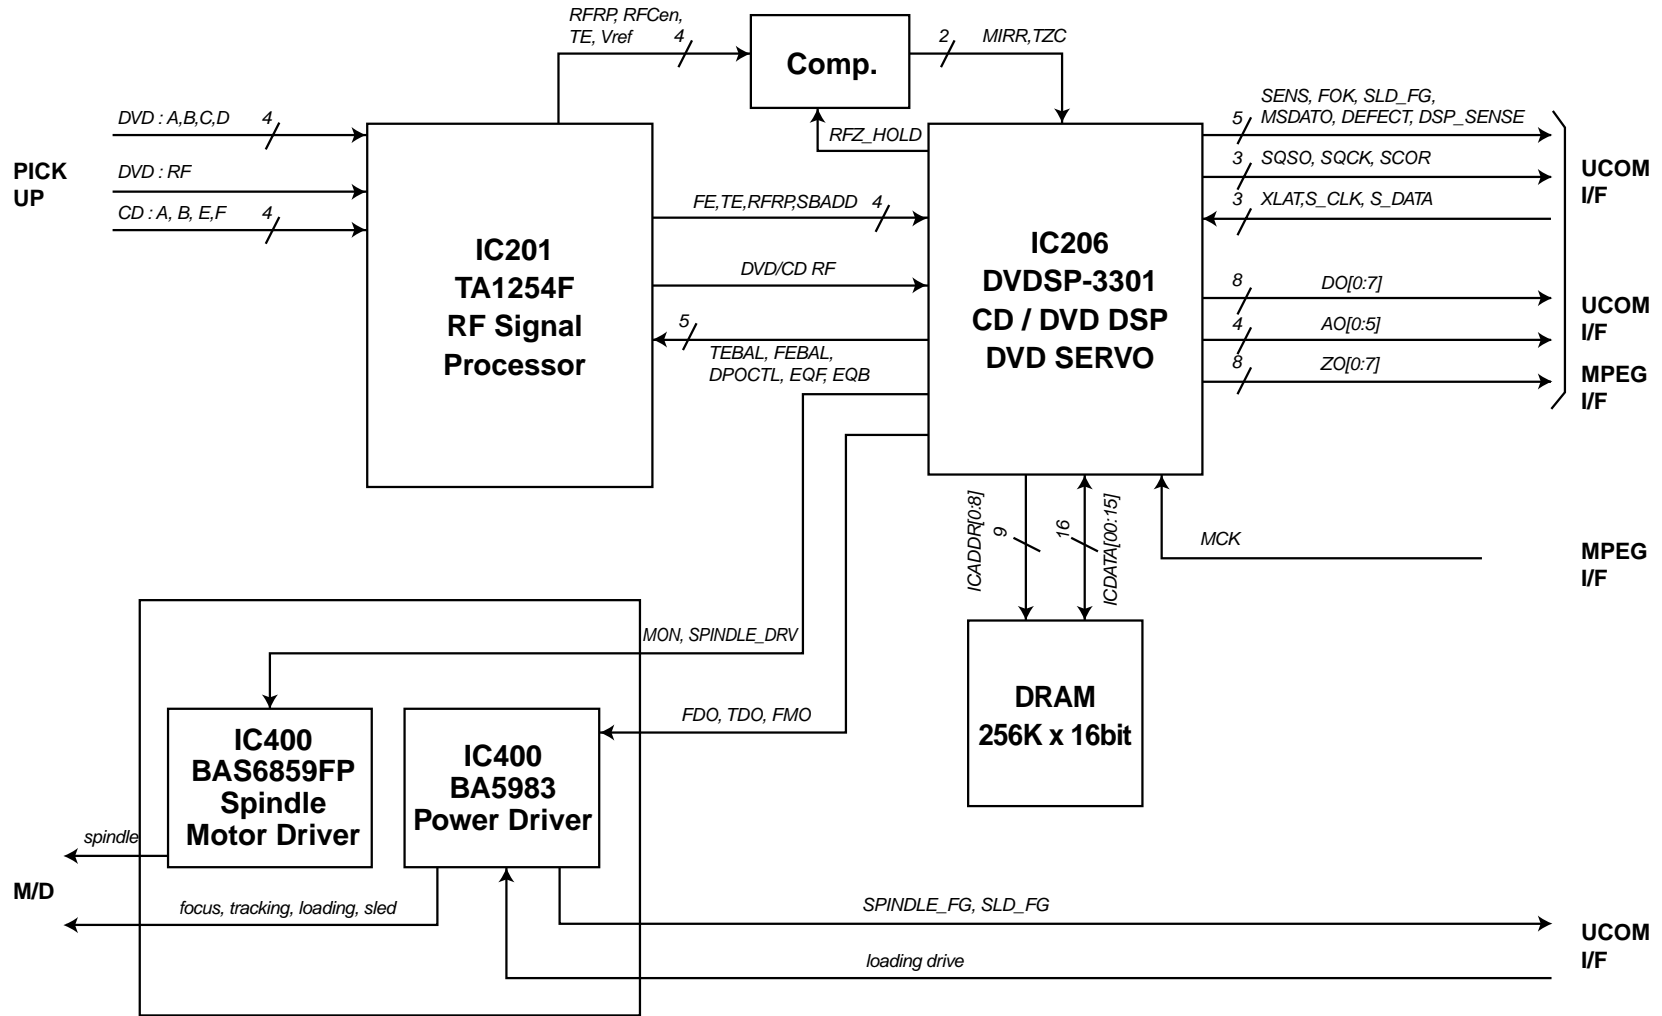 RFRP, RFCen,
TE, Vref
4
Comp.
2
MIRR,TZC
RFZ_HOLD
PICK
UP
DVD : A,B,C,D
4
DVD : RF
CD : A, B, E,F
4
IC201
TA1254F
RF Signal
Processor
FE,TE,RFRP,SBADD
4
DVD/CD RF
5
TEBAL, FEBAL,
DPOCTL, EQF, EQB
IC206
DVDSP-3301
CD / DVD DSP
DVD SERVO
SENS, FOK, SLD_FG,
5
MSDATO, DEFECT, DSP_SENSE
3
SQSO, SQCK, SCOR
3
XLAT,S_CLK, S_DATA
UCOM
I/F
8
DO[0:7]
4
AO[0:5]
8
ZO[0:7]
UCOM
I/F
MPEG
I/F
ICADDR[0:8]
9
16
ICDATA[00:15]
MCK
MPEG
I/F
DRAM
256K x 16bit
MON, SPINDLE_DRV
FDO, TDO, FMO
IC400
BAS6859FP
Spindle
Motor Driver
IC400
BA5983
Power Driver
spindle
M/D
focus, tracking, loading, sled
SPINDLE_FG, SLD_FG
loading drive
UCOM
I/F